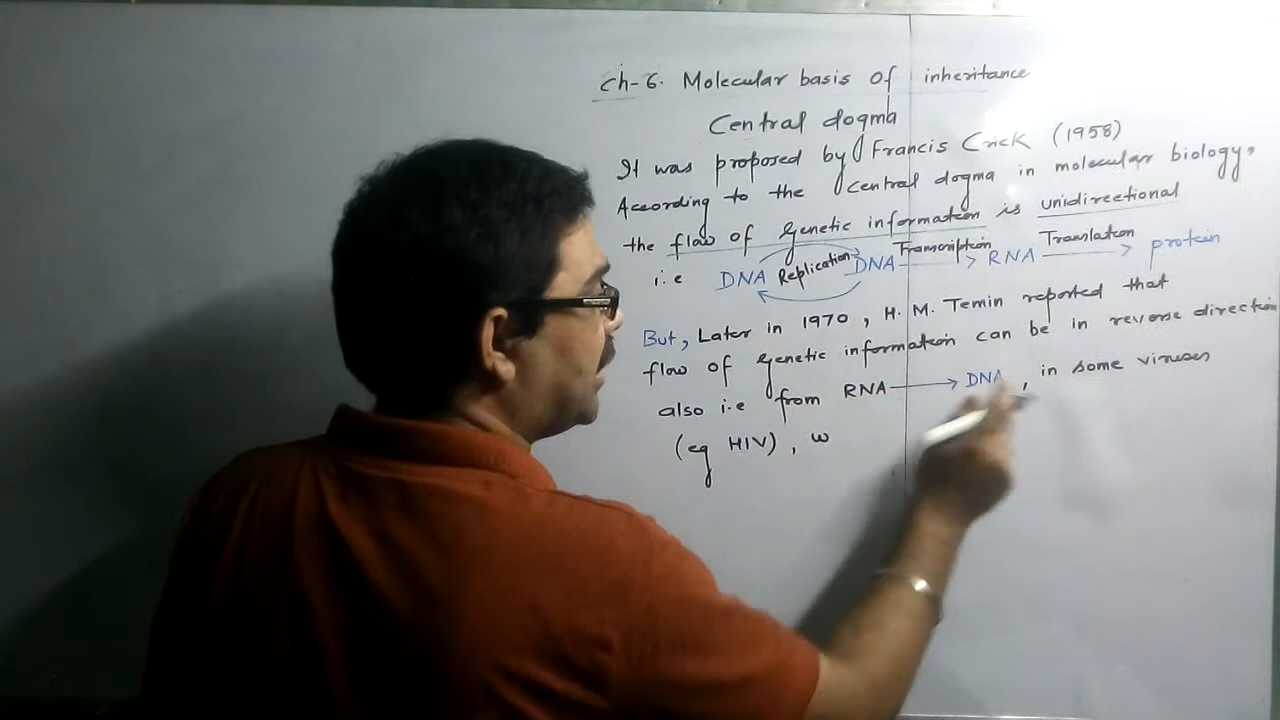 Ch-6. Molecular basis of inheritance
Central dogma
It was proposed by Francis Crick (1958)
According to the central dogma in molecular biology,
the flow of genetic information is unidirectional
i.e DNA Replication DNA Transcription → RNA Translation → protein
But, Later in 1970, H. M. Temin reported that
flow of genetic information can be in reverse direction
also i.e from RNA → DNA, in some viruses
(eg HIV), w